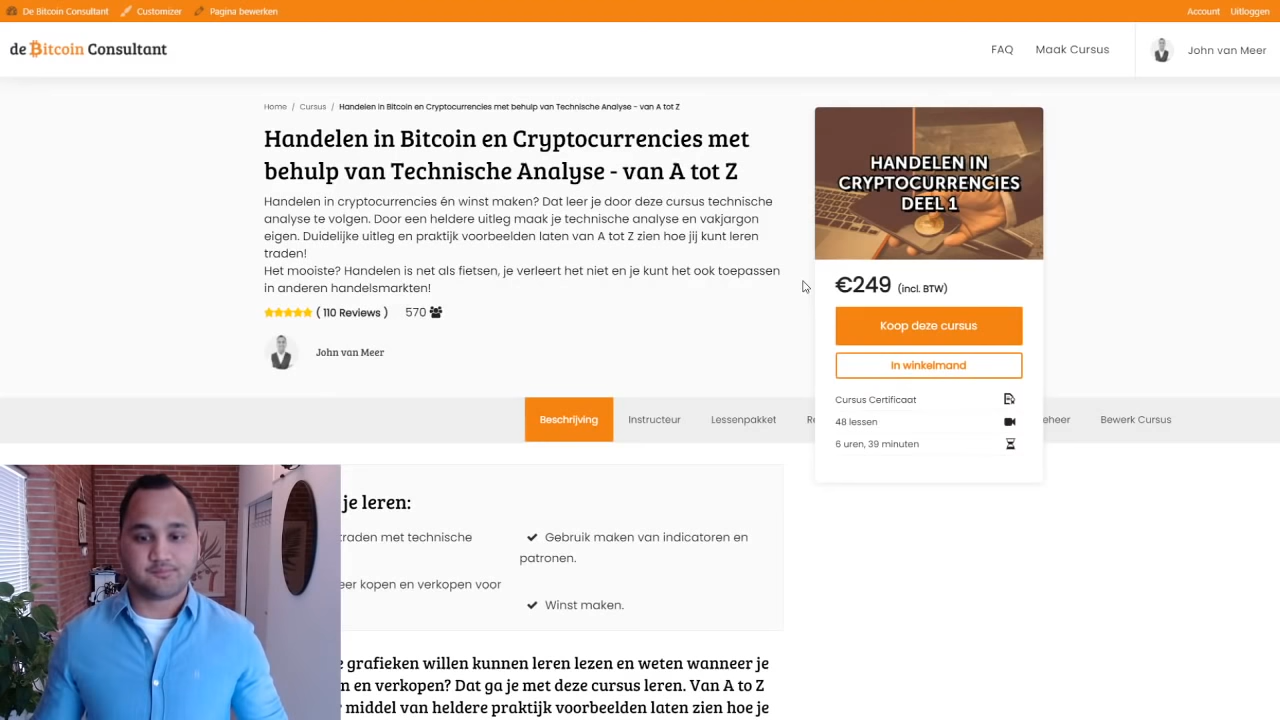 De Bitcoin Consultant Customizer Pagina bewerken Account Uitloggen
de Bitcoin Consultant FAQ Maak Cursus John van Meer
Home / Cursus / Handelen in Bitcoin en Cryptocurrencies met behulp van Technische Analyse - van A tot Z
Handelen in Bitcoin en Cryptocurrencies met
behulp van Technische Analyse - van A tot Z
Handelen in cryptocurrencies én winst maken? Dat leer je door deze cursus technische
analyse te volgen. Door een heldere uitleg maak je technische analyse en vakjargon
eigen. Duidelijke uitleg en praktijk voorbeelden laten van A tot Z zien hoe jij kunt leren
traden!
Het mooiste? Handelen is net als fietsen, je verleert het niet en je kunt het ook toepassen
in anderen handelsmarkten!
( 110 Reviews ) 570
John van Meer
HANDELEN IN
CRYPTOCURRENCIES
DEEL 1
€249 (incl. BTW)
Koop deze cursus
In winkelmand
Cursus Certificaat
48 lessen
6 uren, 39 minuten
Beschrijving Instructeur Lessenpakket Re eheer Bewerk Cursus
je leren:
traden met technische
eer kopen en verkopen voor
Gebruik maken van indicatoren en
patronen.
Winst maken.
e grafieken willen kunnen leren lezen en weten wanneer je
n en verkopen? Dat ga je met deze cursus leren. Van A to Z
r middel van heldere praktijk voorbeelden laten zien hoe je